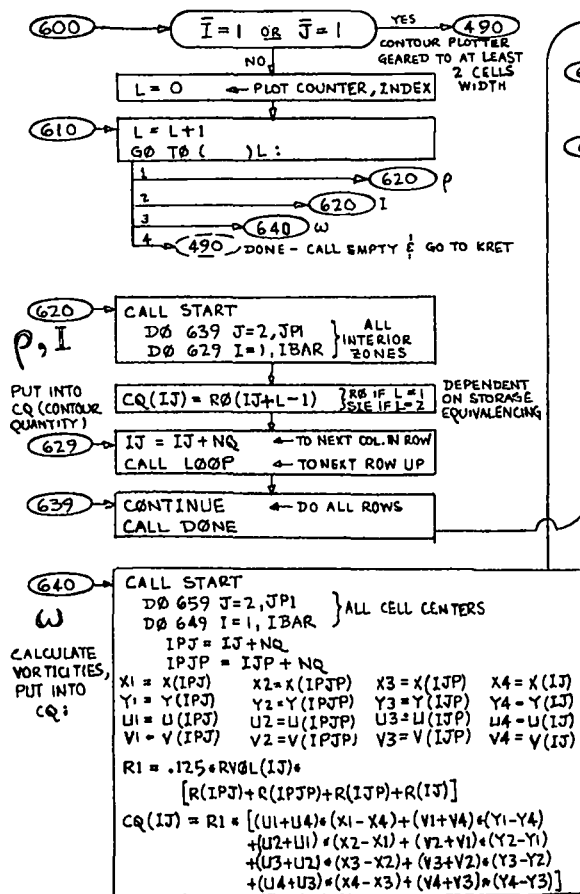 600
Ī=1 OR J̄=1
YES
490
CONTOUR PLOTTER
GEARED TO AT LEAST
2 CELLS
WIDTH
NO
L = 0 ← PLOT COUNTER, INDEX
610
L = L+1
GØ TØ ( )L:
1
620 ρ
2
620 I
3
640 ω
4
490 DONE - CALL EMPTY & GO TO KRET
620
ρ, I
CALL START
DØ 639 J=2,JP1
DØ 629 I=1,IBAR
} ALL
INTERIOR
ZONES
PUT INTO
CQ (CONTOUR
QUANTITY)
CQ(IJ) = RØ(IJ+L-1)
} RØ IF L=1
SIE IF L=2
DEPENDENT
ON STORAGE
EQUIVALENCING
629
IJ = IJ+NQ ← TO NEXT COL. IN ROW
CALL LØØP ← TO NEXT ROW UP
639
CØNTINUE ← DO ALL ROWS
CALL DØNE
640
ω
CALCULATE
VORTICITIES,
PUT INTO
CQ:
CALL START
DØ 659 J=2,JP1
DØ 649 I=1,IBAR
} ALL CELL CENTERS
IPJ = IJ+NQ
IPJP = IJP+NQ
X1 = X(IPJ) X2=X(IPJP) X3=X(IJP) X4=X(IJ)
Y1 = Y(IPJ) Y2=Y(IPJP) Y3=Y(IJP) Y4=Y(IJ)
U1 = U(IPJ) U2=U(IPJP) U3=U(IJP) U4=U(IJ)
V1 = V(IPJ) V2=V(IPJP) V3=V(IJP) V4=V(IJ)
R1 = .125*RVØL(IJ)*
[R(IPJ)+R(IPJP)+R(IJP)+R(IJ)]
CQ(IJ) = R1 * [(U1+U4)*(X1-X4)+(V1+V4)*(Y1-Y4)
+(U2+U1)*(X2-X1)+(V2+V1)*(Y2-Y1)
+(U3+U2)*(X3-X2)+(V3+V2)*(Y3-Y2)
+(U4+U3)*(X4-X3)+(V4+V3)*(Y4-Y3)]